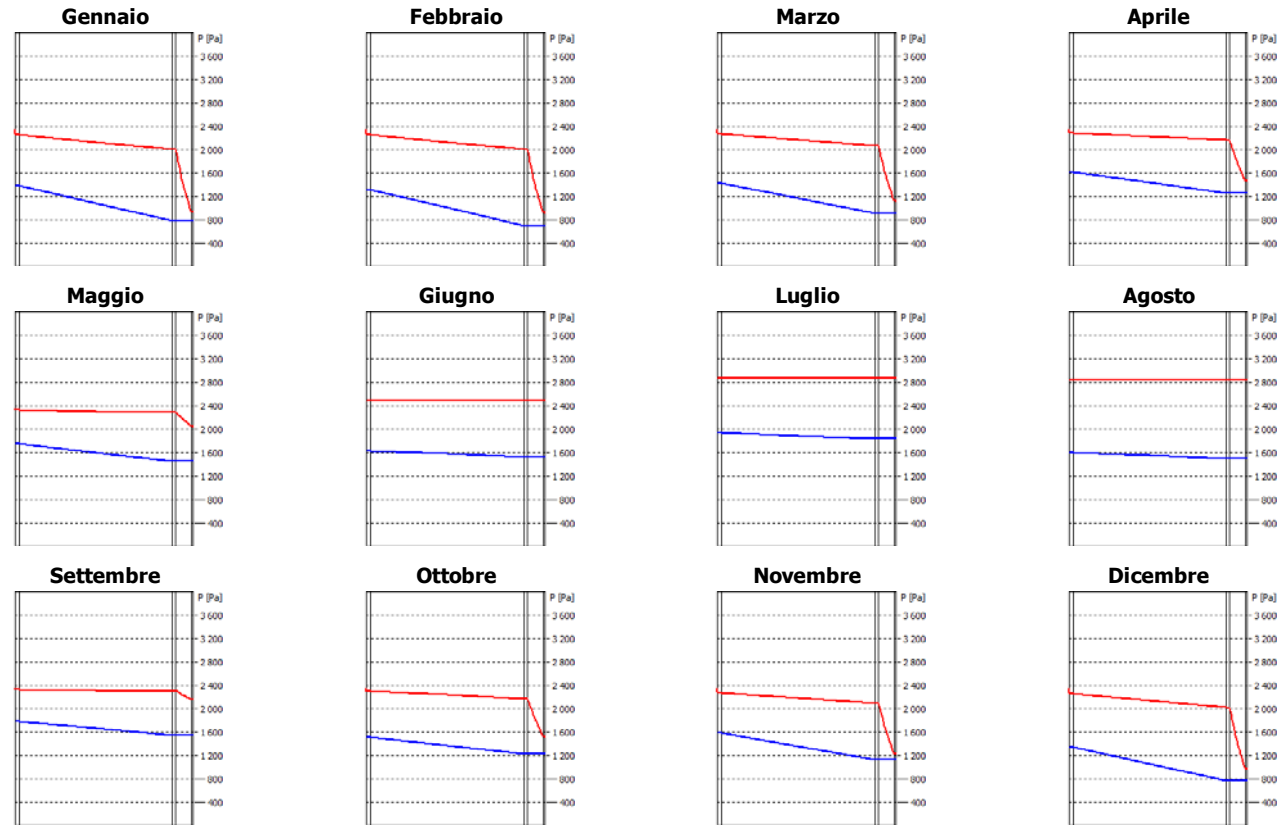 Gennaio Febbraio Marzo Aprile
P [Pa] P [Pa] P [Pa] P [Pa]
3 600 3 600 3 600 3 600
3 200 3 200 3 200 3 200
2 800 2 800 2 800 2 800
2 400 2 400 2 400 2 400
2 000 2 000 2 000 2 000
1 600 1 600 1 600 1 600
1 200 1 200 1 200 1 200
800 800 800 800
400 400 400 400
Maggio Giugno Luglio Agosto
P [Pa] P [Pa] P [Pa] P [Pa]
3 600 3 600 3 600 3 600
3 200 3 200 3 200 3 200
2 800 2 800 2 800 2 800
2 400 2 400 2 400 2 400
2 000 2 000 2 000 2 000
1 600 1 600 1 600 1 600
1 200 1 200 1 200 1 200
800 800 800 800
400 400 400 400
Settembre Ottobre Novembre Dicembre
P [Pa] P [Pa] P [Pa] P [Pa]
3 600 3 600 3 600 3 600
3 200 3 200 3 200 3 200
2 800 2 800 2 800 2 800
2 400 2 400 2 400 2 400
2 000 2 000 2 000 2 000
1 600 1 600 1 600 1 600
1 200 1 200 1 200 1 200
800 800 800 800
400 400 400 400